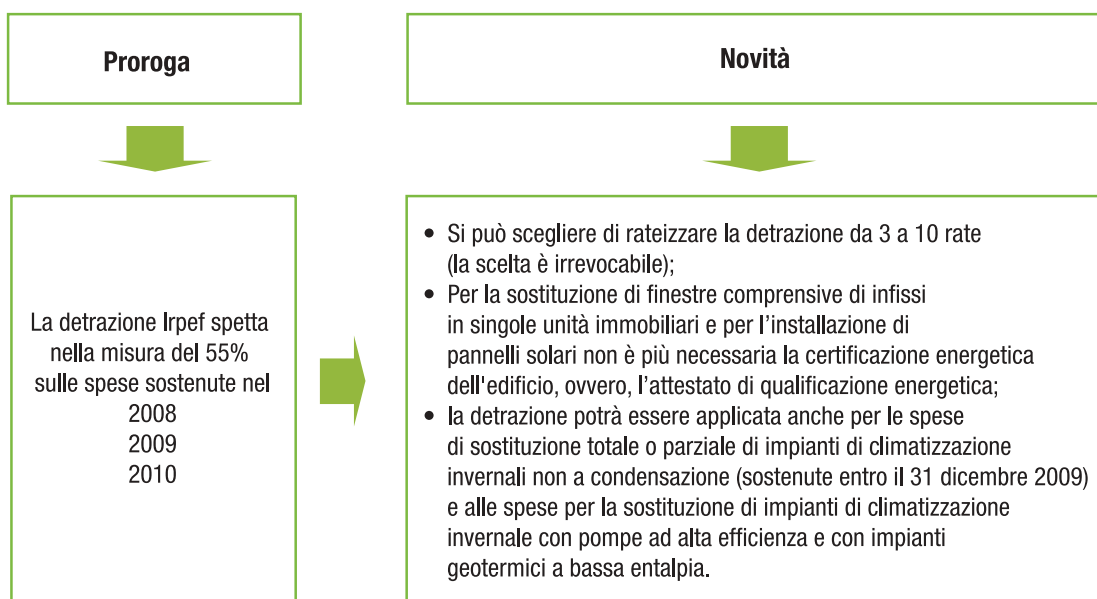 Proroga
Novità
La detrazione Irpef spetta
nella misura del 55%
sulle spese sostenute nel
2008
2009
2010
• Si può scegliere di rateizzare la detrazione da 3 a 10 rate
(la scelta è irrevocabile);
• Per la sostituzione di finestre comprensive di infissi
in singole unità immobiliari e per l'installazione di
pannelli solari non è più necessaria la certificazione energetica
dell'edificio, ovvero, l'attestato di qualificazione energetica;
• la detrazione potrà essere applicata anche per le spese
di sostituzione totale o parziale di impianti di climatizzazione
invernali non a condensazione (sostenute entro il 31 dicembre 2009)
e alle spese per la sostituzione di impianti di climatizzazione
invernale con pompe ad alta efficienza e con impianti
geotermici a bassa entalpia.